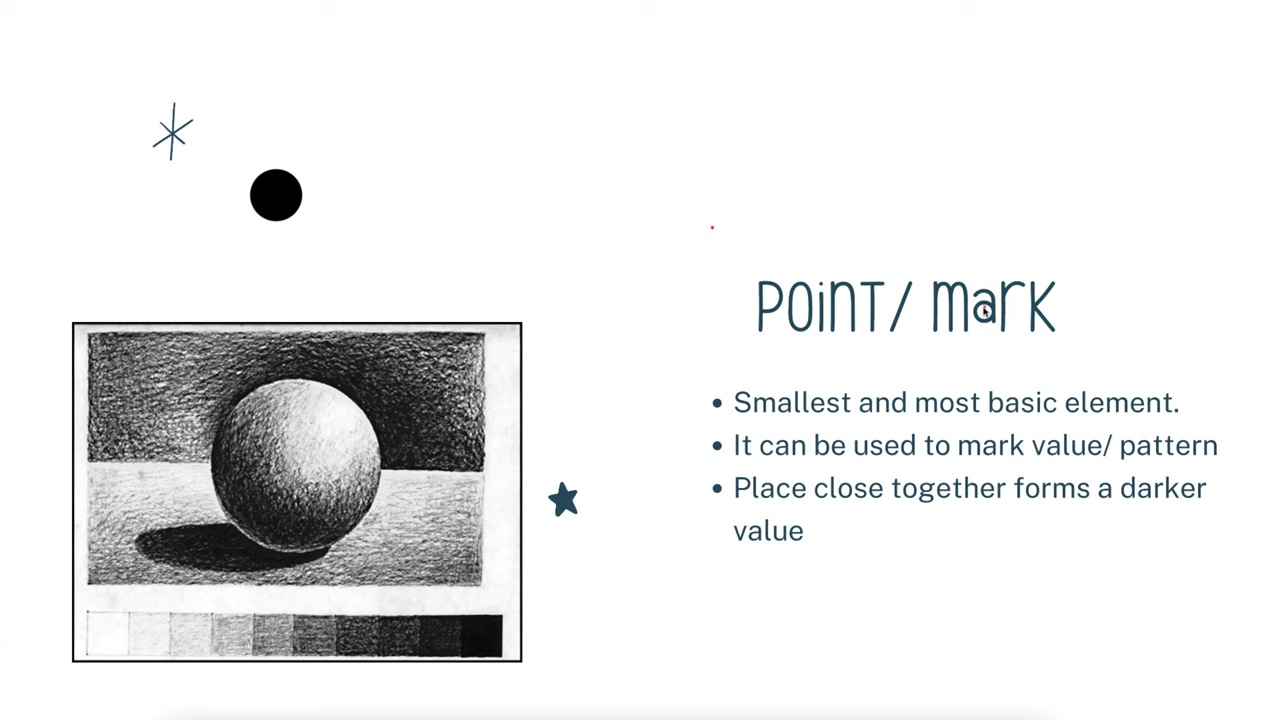 Point/ Mark
• Smallest and most basic element.
• It can be used to mark value/ pattern
• Place close together forms a darker
value